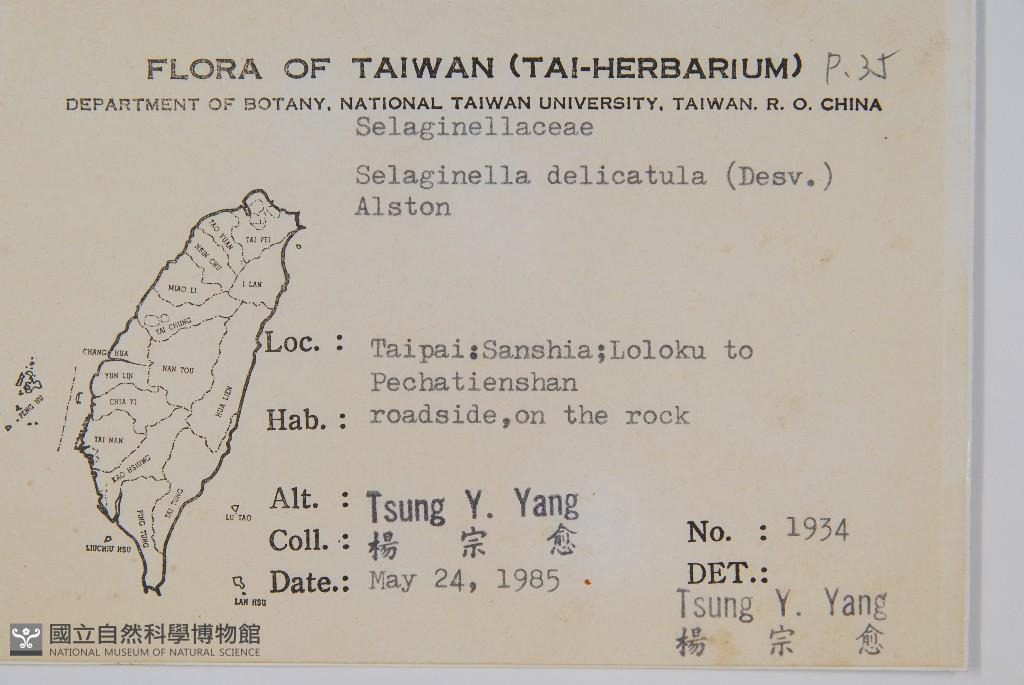 FLORA OF TAIWAN (TAI-HERBARIUM) P.35
DEPARTMENT OF BOTANY, NATIONAL TAIWAN UNIVERSITY, TAIWAN. R. O. CHINA
Selaginellaceae
Selaginella delicatula (Desv.)
Alston
TAO YUAN
TAI PEI
HSIN CHU
MIAO LI
I LAN
TAI CHUNG
CHANG HUA
NAN TOU
YUN LIN
CHIA YI
HUA LIEN
PENG HU
TAI NAN
KAO HSIUNG
TAI TUNG
PING TUNG
LU TAO
LIUCHIU HSU
LAN HSU
Loc. : Taipai:Sanshia;Loloku to
Pechatienshan
Hab. : roadside,on the rock
Alt. : Tsung Y. Yang
Coll. : 楊 宗 愈
No. : 1934
Date.: May 24, 1985
DET.:
Tsung Y. Yang
楊 宗 愈
國立自然科學博物館
NATIONAL MUSEUM OF NATURAL SCIENCE